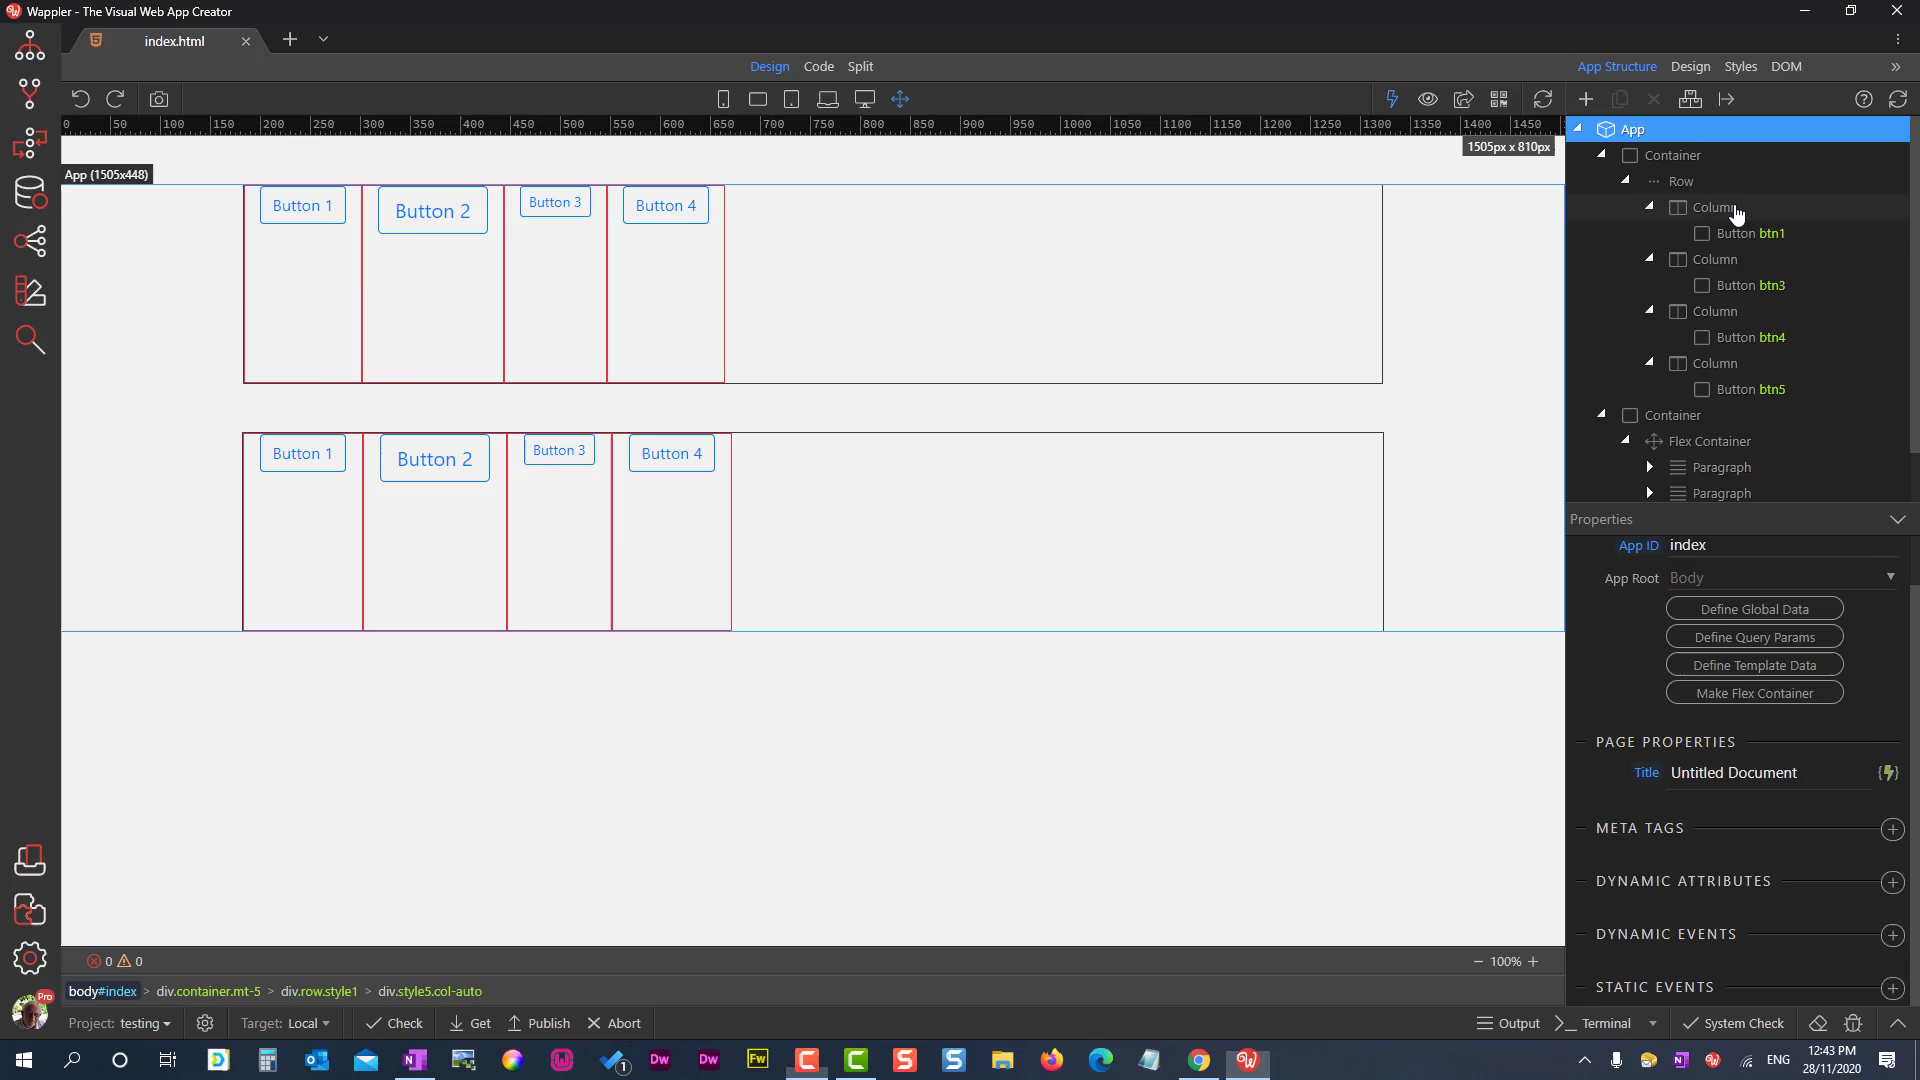 Wappler - The Visual Web App Creator
index.html
Design Code Split
App Structure Design Styles DOM
0 50 100 150 200 250 300 350 400 450 500 550 600 650 700 750 800 850 900 950 1000 1050 1100 1150 1200 1250 1300 1350 1400 1450
1505px x 810px
App (1505x448)
Button 1
Button 2
Button 3
Button 4
Button 1
Button 2
Button 3
Button 4
App
Container
Row
Column
Button btn1
Column
Button btn3
Column
Button btn4
Column
Button btn5
Container
Flex Container
Paragraph
Paragraph
Properties
App ID index
App Root Body
Define Global Data
Define Query Params
Define Template Data
Make Flex Container
PAGE PROPERTIES
Title Untitled Document
META TAGS
DYNAMIC ATTRIBUTES
DYNAMIC EVENTS
STATIC EVENTS
0 0
100%
body#index > div.container.mt-5 > div.row.style1 > div.style5.col-auto
Pro
Project: testing
Target: Local
Check Get Publish Abort
Output Terminal System Check
Dw Dw Fw
1
ENG
12:43 PM
28/11/2020